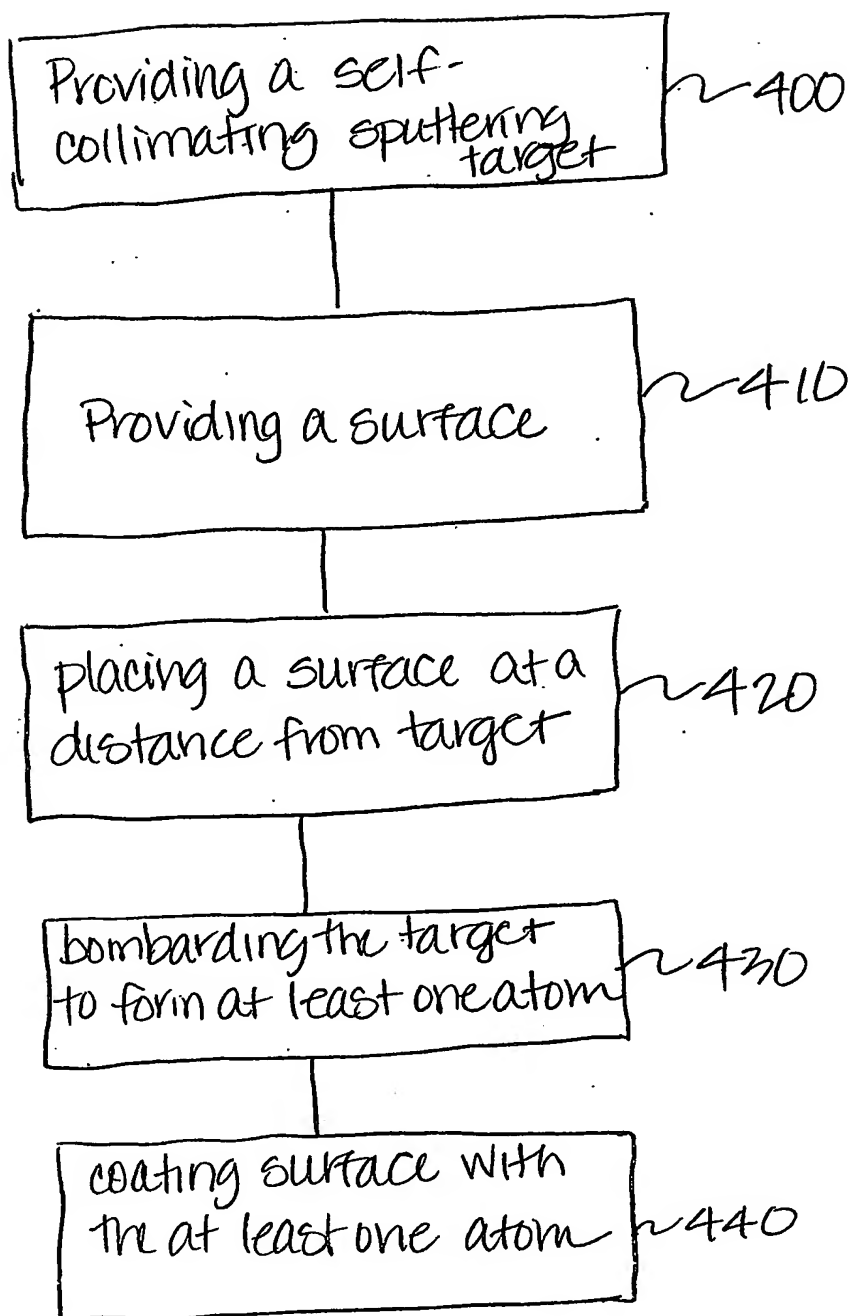 Providing a self-
collimating sputtering
target
400
Providing a surface
410
placing a surface at a
distance from target
420
bombarding the target
to form at least one atom
430
coating surface with
the at least one atom
440